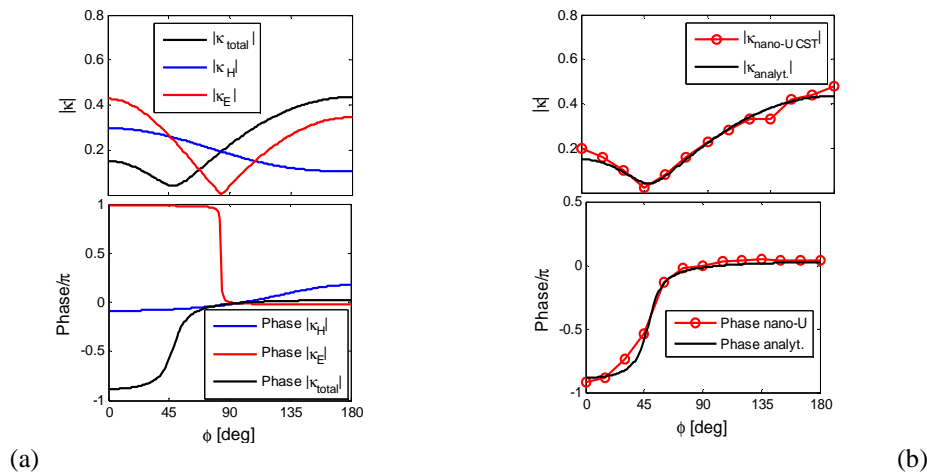 0.8
0.6
0.4
0.2
|κ|
|κtotal|
|κH|
|κE|
1
0.5
0
-0.5
-1
Phase/π
Phase |κH|
Phase |κE|
Phase |κtotal|
0 45 90 135 180
ϕ [deg]
(a)
0.8
0.6
0.4
0.2
|κ|
|κnano-U CST|
|κanalyt.|
0.5
0
-0.5
-1
Phase/π
Phase nano-U
Phase analyt.
0 45 90 135 180
ϕ [deg]
(b)